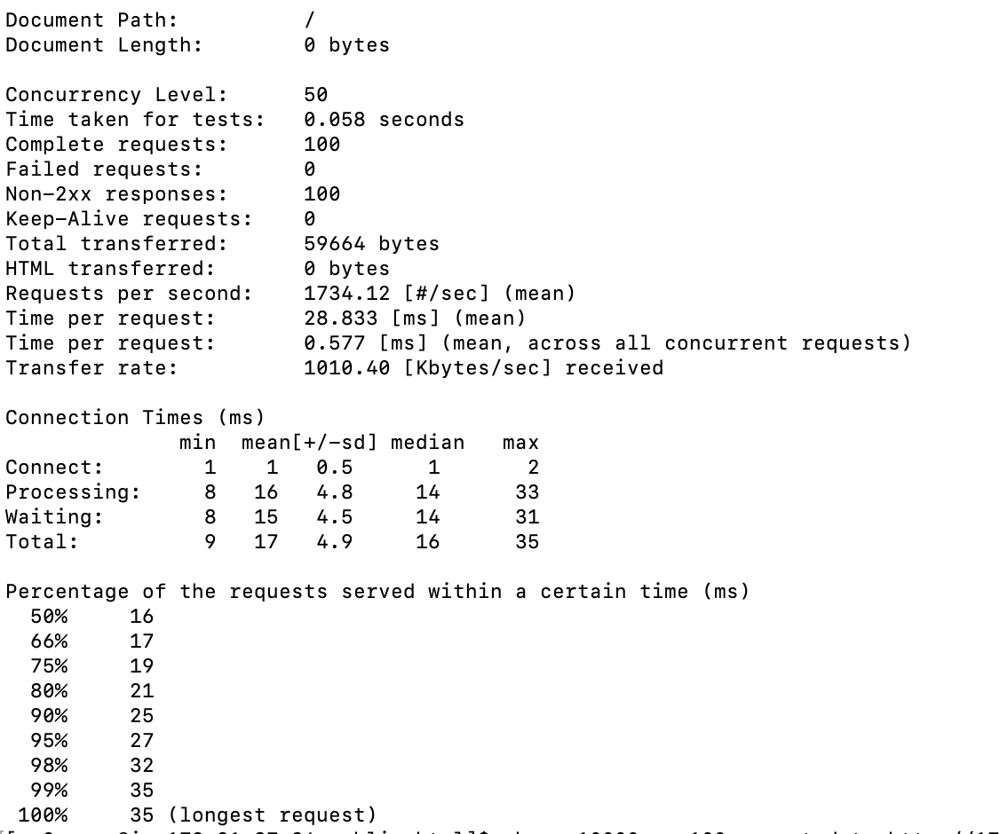 Document Path:          /
Document Length:        0 bytes
Concurrency Level:      50
Time taken for tests:   0.058 seconds
Complete requests:      100
Failed requests:        0
Non-2xx responses:      100
Keep-Alive requests:    0
Total transferred:      59664 bytes
HTML transferred:       0 bytes
Requests per second:    1734.12 [#/sec] (mean)
Time per request:       28.833 [ms] (mean)
Time per request:       0.577 [ms] (mean, across all concurrent requests)
Transfer rate:          1010.40 [Kbytes/sec] received
Connection Times (ms)
              min  mean[+/-sd] median   max
Connect:        1    1   0.5      1       2
Processing:     8   16   4.8     14      33
Waiting:        8   15   4.5     14      31
Total:          9   17   4.9     16      35
Percentage of the requests served within a certain time (ms)
  50%     16
  66%     17
  75%     19
  80%     21
  90%     25
  95%     27
  98%     32
  99%     35
 100%     35 (longest request)